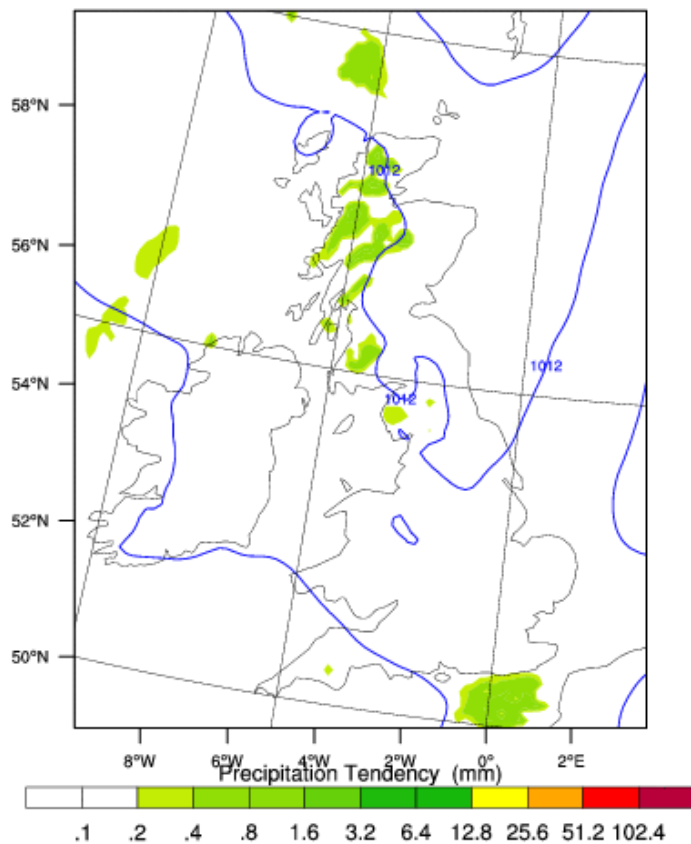 58°N
1012
56°N
1012
54°N
1012
52°N
50°N
8°W 6°W 4°W 2°W 0° 2°E
Precipitation Tendency (mm)
.1 .2 .4 .8 1.6 3.2 6.4 12.8 25.6 51.2 102.4